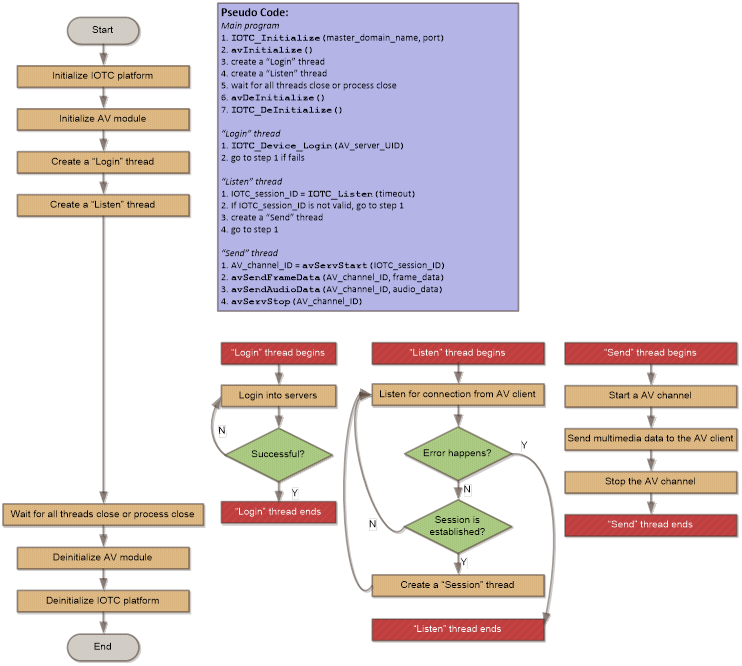 Start
Initialize IOTC platform
Initialize AV module
Create a "Login" thread
Create a "Listen" thread
Wait for all threads close or process close
Deinitialize AV module
Deinitialize IOTC platform
End
Pseudo Code:
Main program
1. IOTC_Initialize(master_domain_name, port)
2. avInitialize()
3. create a "Login" thread
4. create a "Listen" thread
5. wait for all threads close or process close
6. avDeInitialize()
7. IOTC_DeInitialize()
"Login" thread
1. IOTC_Device_Login(AV_server_UID)
2. go to step 1 if fails
"Listen" thread
1. IOTC_session_ID = IOTC_Listen(timeout)
2. If IOTC_session_ID is not valid, go to step 1
3. create a "Send" thread
4. go to step 1
"Send" thread
1. AV_channel_ID = avServStart(IOTC_session_ID)
2. avSendFrameData(AV_channel_ID, frame_data)
3. avSendAudioData(AV_channel_ID, audio_data)
4. avServStop(AV_channel_ID)
"Login" thread begins
Login into servers
N
Successful?
Y
"Login" thread ends
"Listen" thread begins
Listen for connection from AV client
Error happens?
Y
N
Session is
established?
N
Y
Create a "Session" thread
"Listen" thread ends
"Send" thread begins
Start a AV channel
Send multimedia data to the AV client
Stop the AV channel
"Send" thread ends